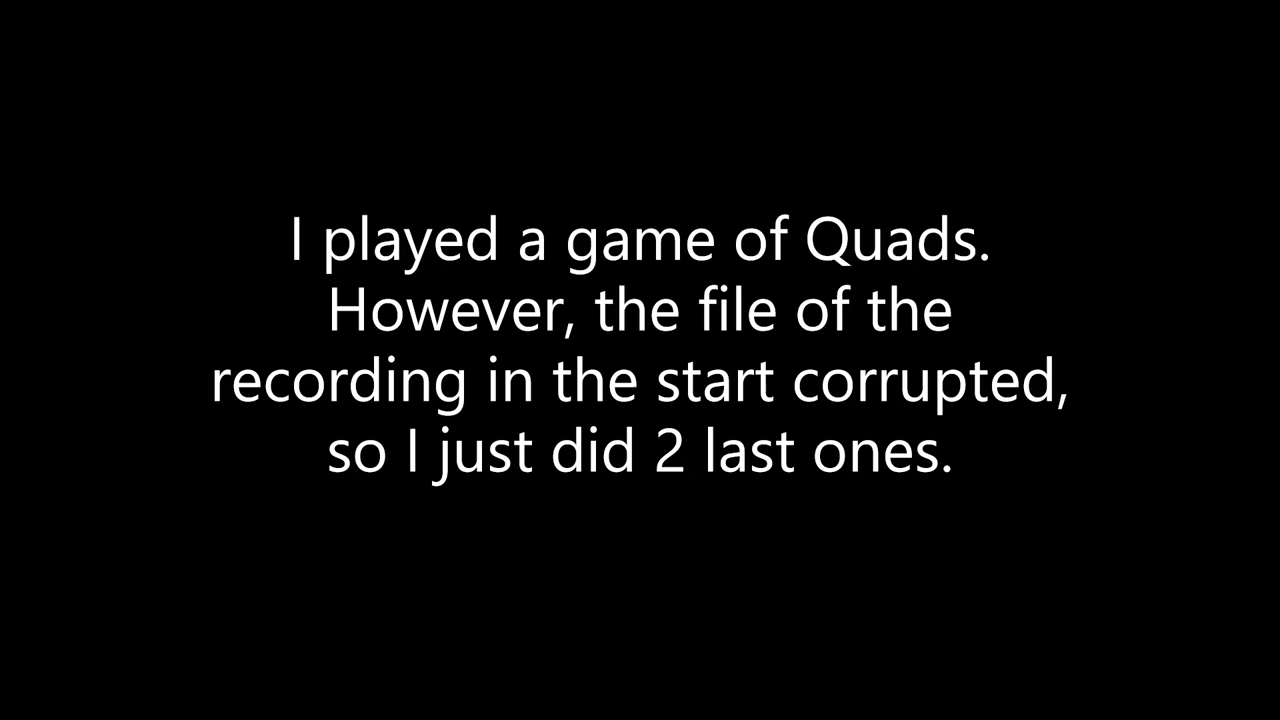 I played a game of Quads.
However, the file of the
recording in the start corrupted,
so I just did 2 last ones.